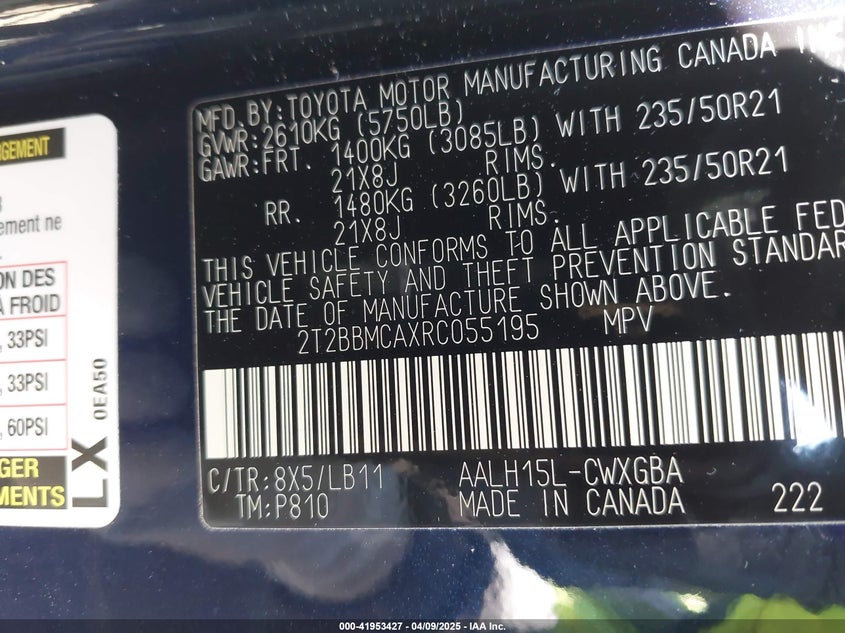 MFD.BY:TOYOTA MOTOR MANUFACTURING CANADA INC
GVWR:2610KG (5750LB)
GAWR:FRT. 1400KG (3085LB) WITH 235/50R21
21X8J RIMS.
RR. 1480KG (3260LB) WITH 235/50R21
21X8J RIMS.
THIS VEHICLE CONFORMS TO ALL APPLICABLE FED
VEHICLE SAFETY AND THEFT PREVENTION STANDAR
THE DATE OF MANUFACTURE SHOWN ABOVE.
2T2BBMCAXRC055195 MPV
C/TR:8X5/LB11 AALH15L-CWXGBA
TM:P810 MADE IN CANADA 222
GEMENT
ement ne
ON DES
A FROID
, 33PSI
, 33PSI
, 60PSI
GER
MENTS
LX 0EA50
000-41953427 - 04/09/2025 - IAA Inc.